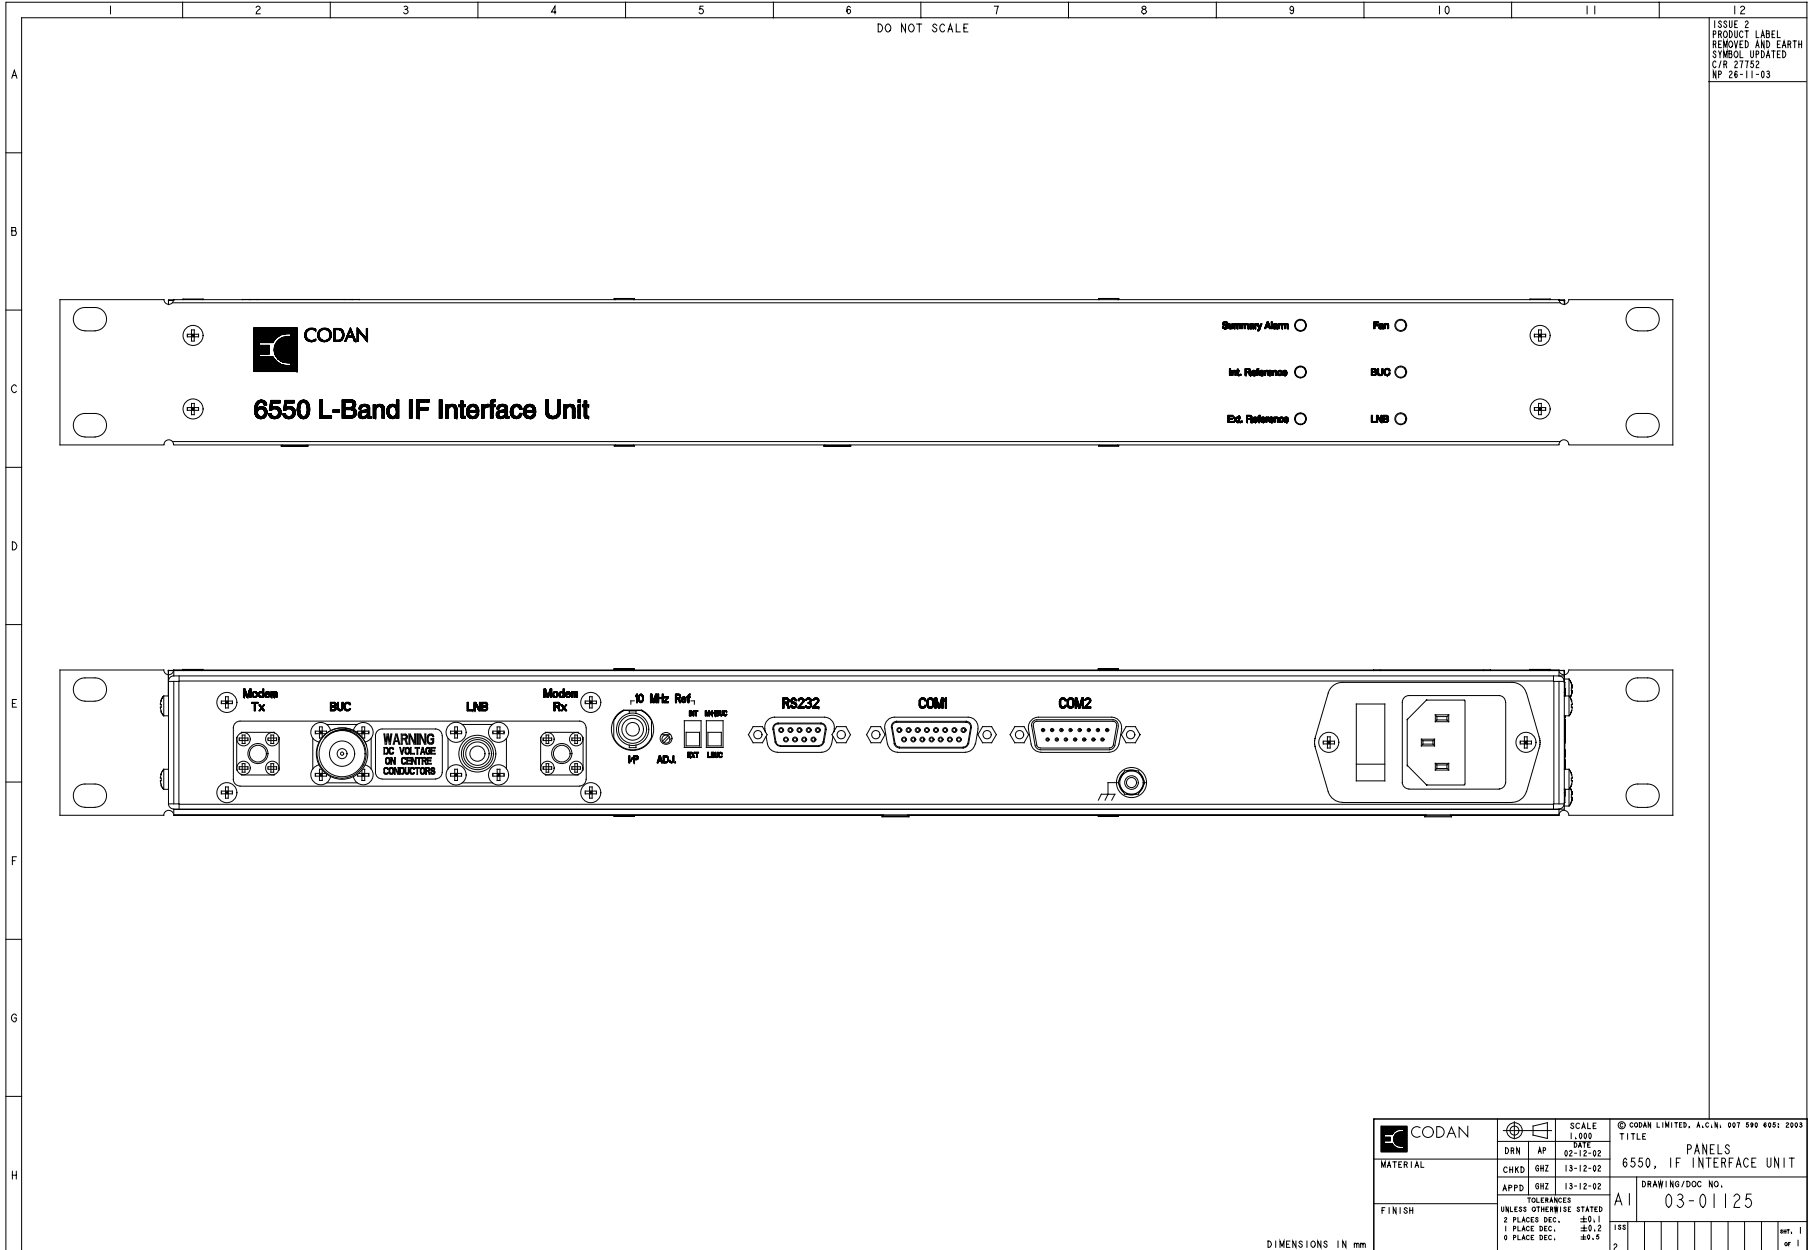 1 2 3 4 5 6 7 8 9 10 11 12
DO NOT SCALE
ISSUE 2
PRODUCT LABEL
REMOVED AND EARTH
SYMBOL UPDATED
C/R 27752
NP 26-11-03
A
B
C
D
E
F
G
H
CODAN
6550 L-Band IF Interface Unit
Summary Alarm
Fan
Int. Reference
BUC
Ext. Reference
LNB
Modem
Tx
BUC
WARNING
DC VOLTAGE
ON CENTRE
CONDUCTORS
LNB
Modem
Rx
10 MHz Ref.
I/P
ADJ.
INT
EXT
RS232
COM1
COM2
CODAN
MATERIAL
FINISH
SCALE
1.000
DRN AP DATE
02-12-02
CHKD GHZ 13-12-02
APPD GHZ 13-12-02
TOLERANCES
UNLESS OTHERWISE STATED
2 PLACES DEC. ±0.1
1 PLACE DEC. ±0.2
0 PLACE DEC. ±0.5
© CODAN LIMITED, A.C.N. 007 590 605: 2003
TITLE
PANELS
6550, IF INTERFACE UNIT
A1
DRAWING/DOC NO.
03-01125
ISS
2
SHT. 1
OF 1
DIMENSIONS IN mm